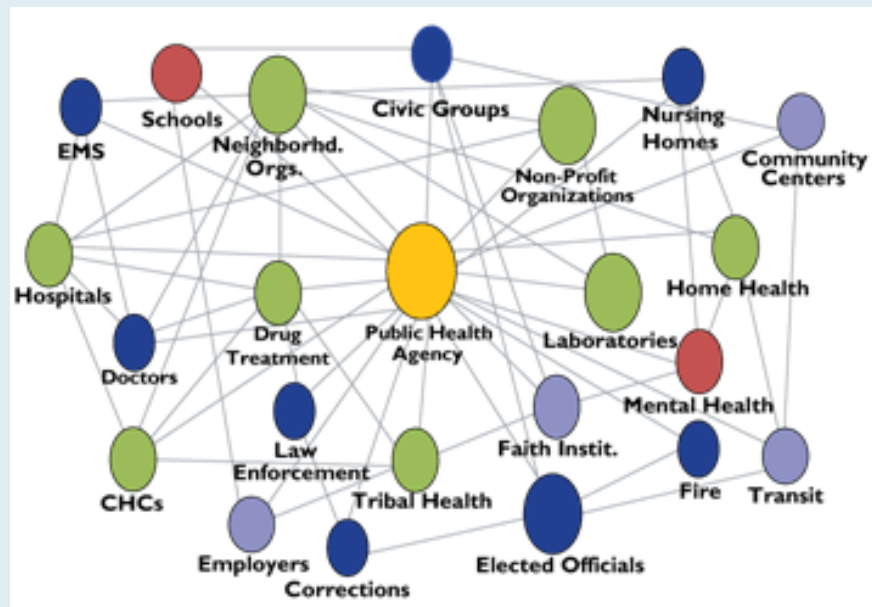 Civic Groups
Schools
EMS
Neighborhd.
Orgs.
Nursing
Homes
Community
Centers
Non-Profit
Organizations
Hospitals
Drug
Treatment
Public Health
Agency
Laboratories
Home Health
Doctors
Mental Health
Law
Enforcement
Faith Instit.
CHCs
Tribal Health
Fire
Transit
Employers
Corrections
Elected Officials